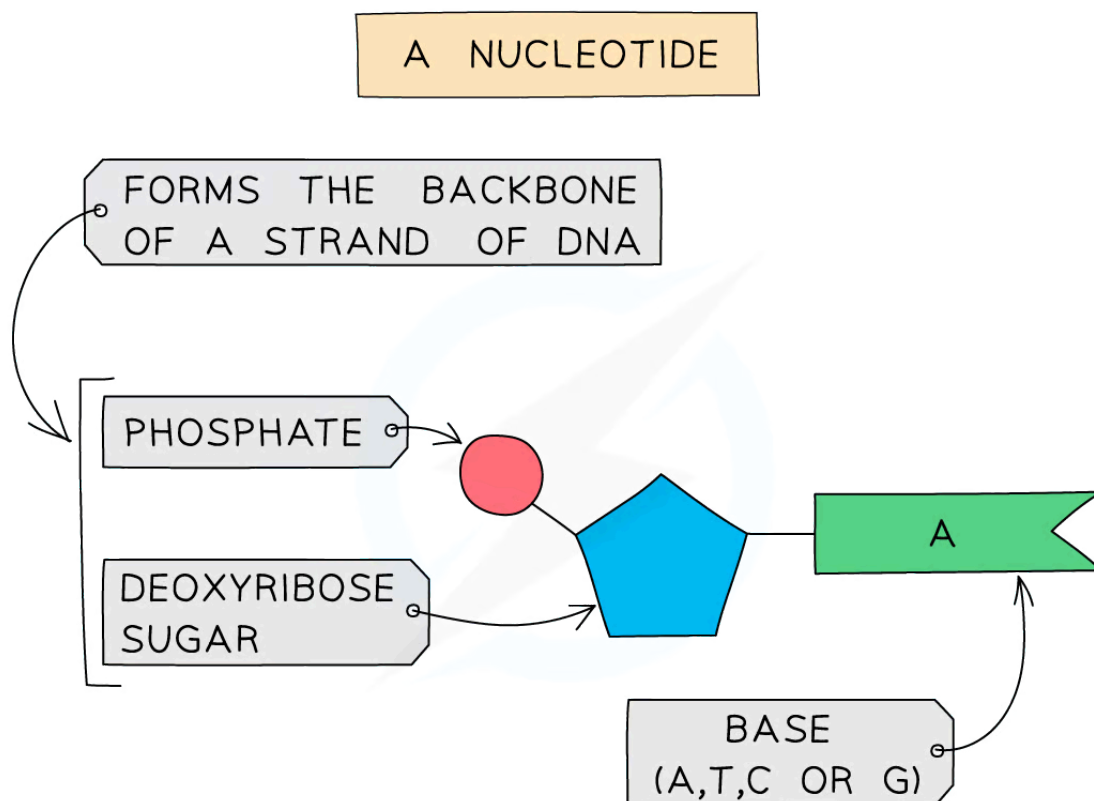 A NUCLEOTIDE
FORMS THE BACKBONE
OF A STRAND OF DNA
PHOSPHATE
DEOXYRIBOSE
SUGAR
A
BASE
(A,T,C OR G)